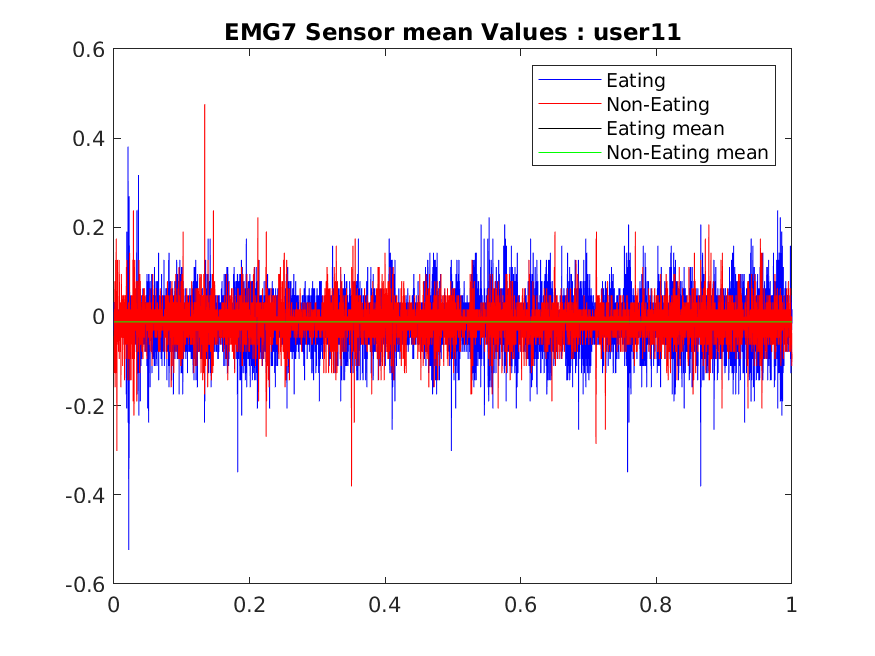 EMG7 Sensor mean Values : user11
0.6
0.4
0.2
0
-0.2
-0.4
-0.6
Eating
Non-Eating
Eating mean
Non-Eating mean
0 0.2 0.4 0.6 0.8 1